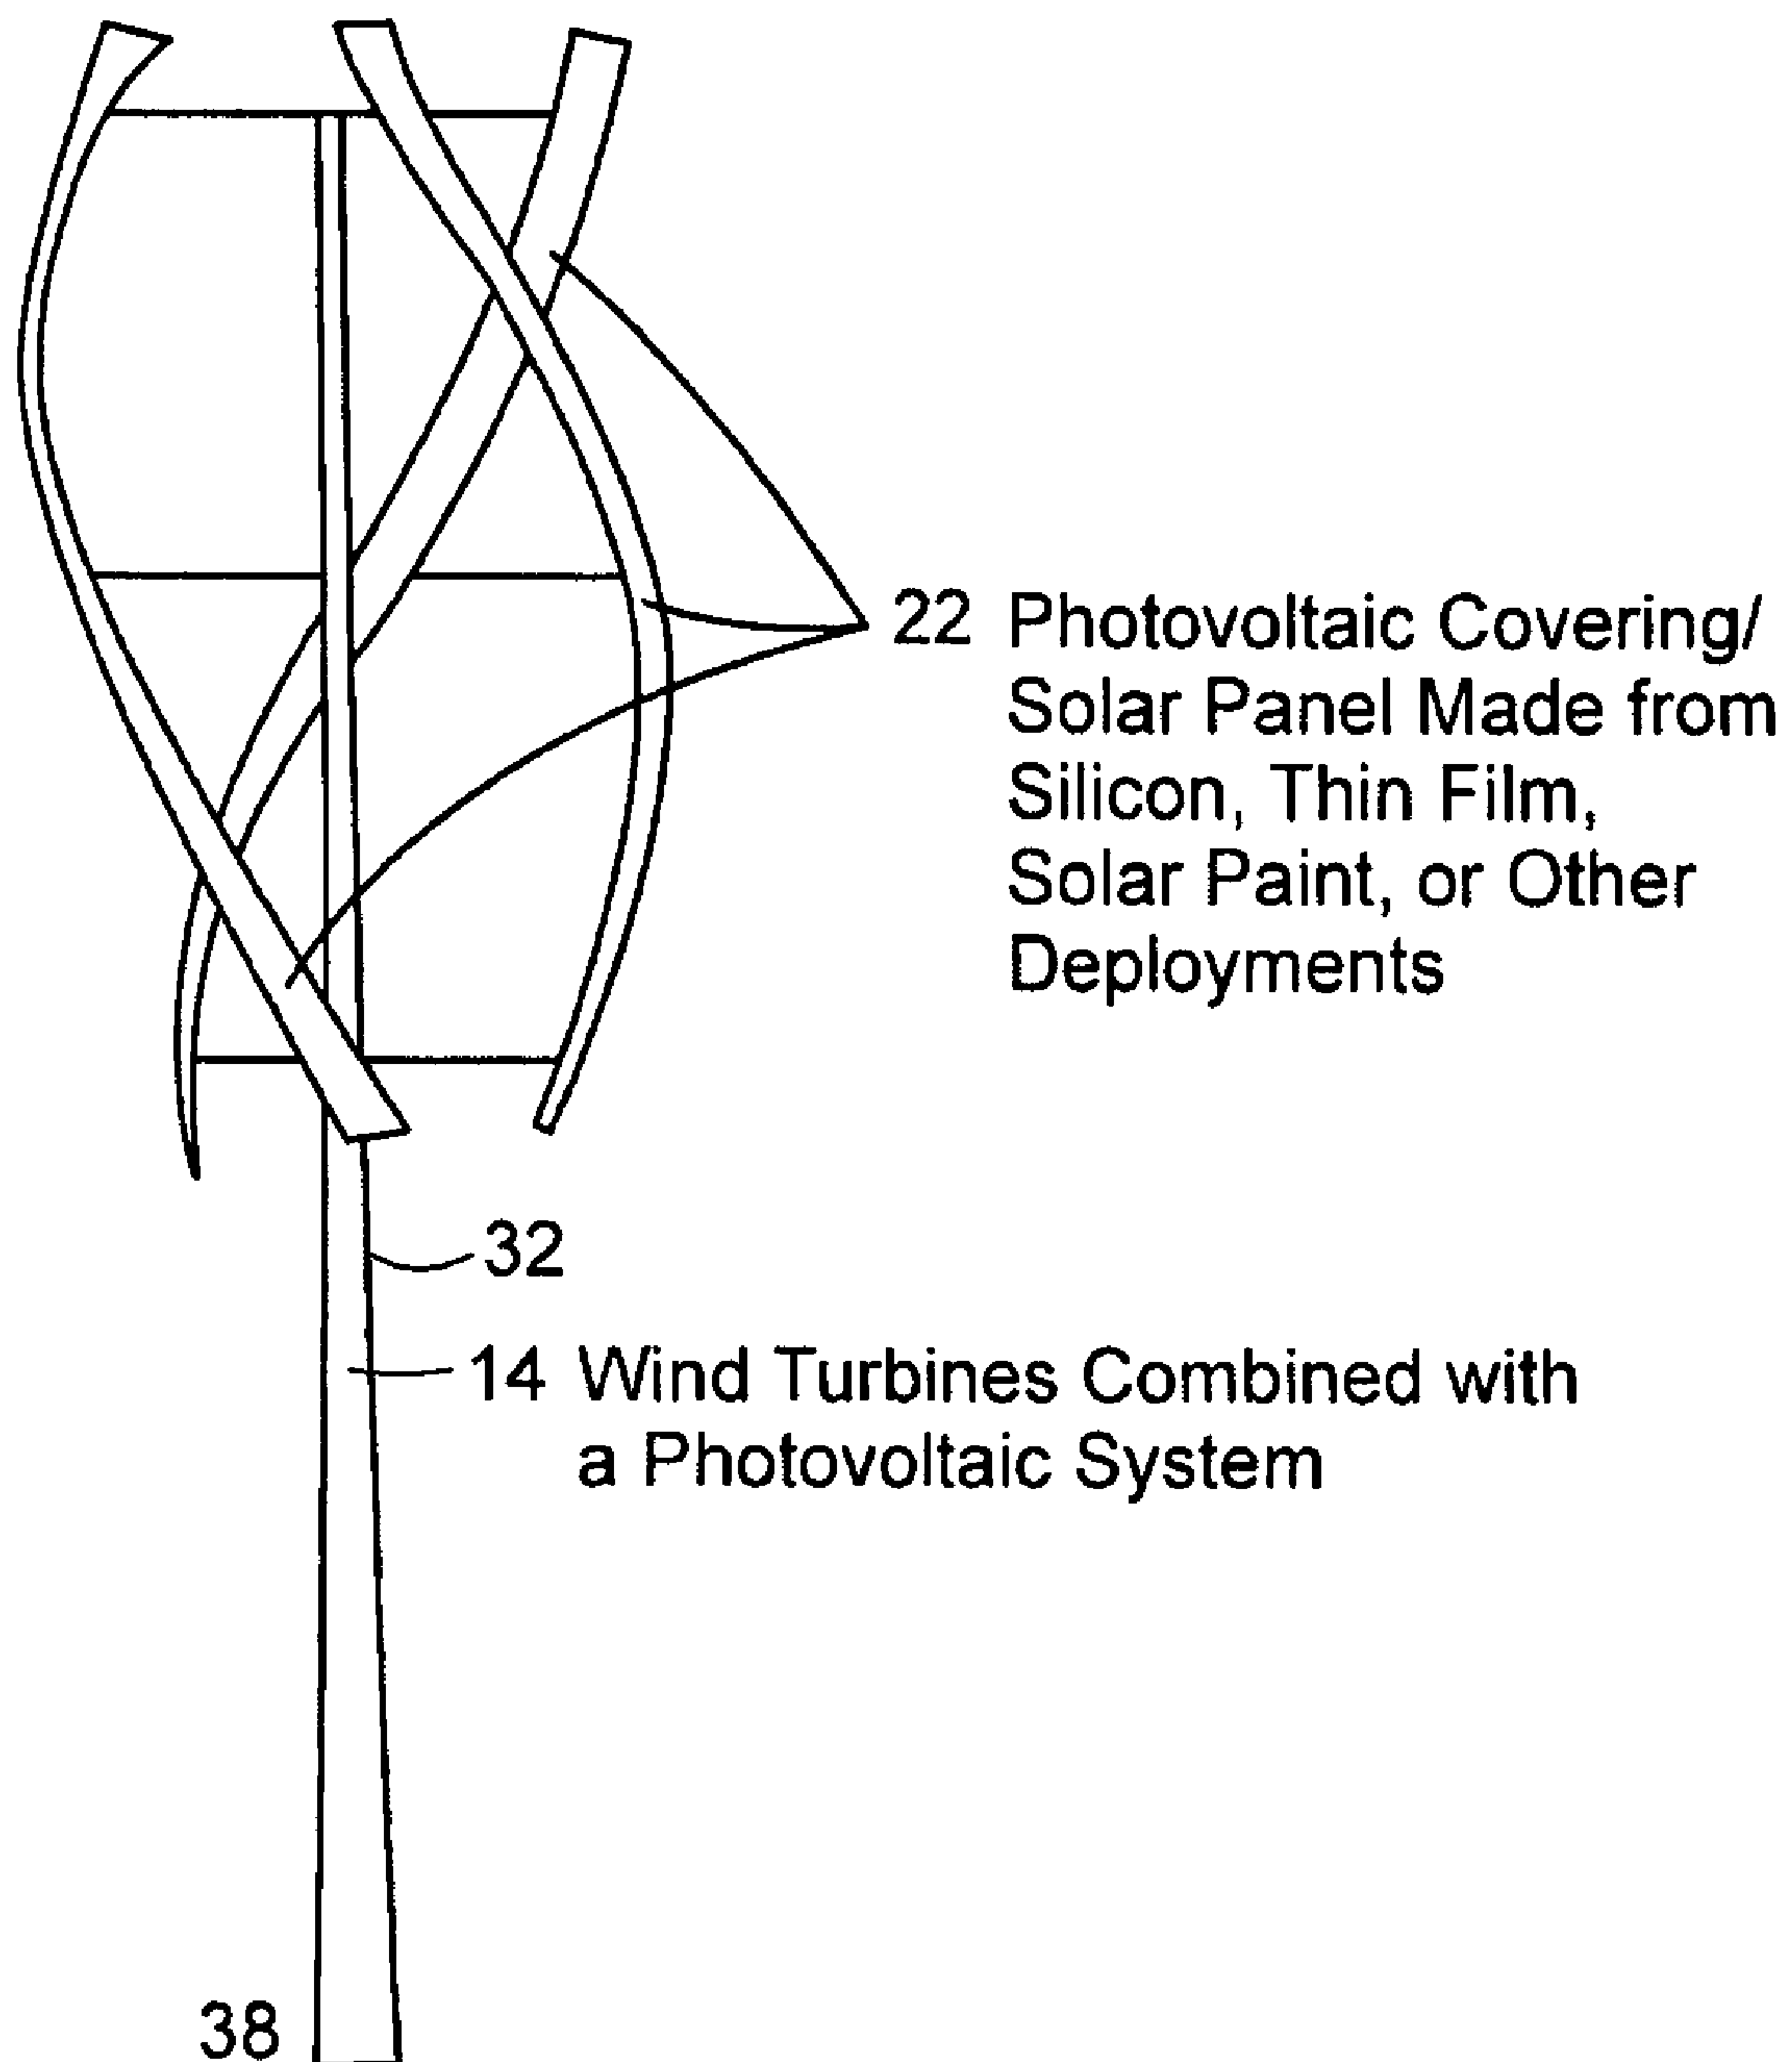 22 Photovoltaic Covering/
Solar Panel Made from
Silicon, Thin Film,
Solar Paint, or Other
Deployments
32
14 Wind Turbines Combined with
a Photovoltaic System
38